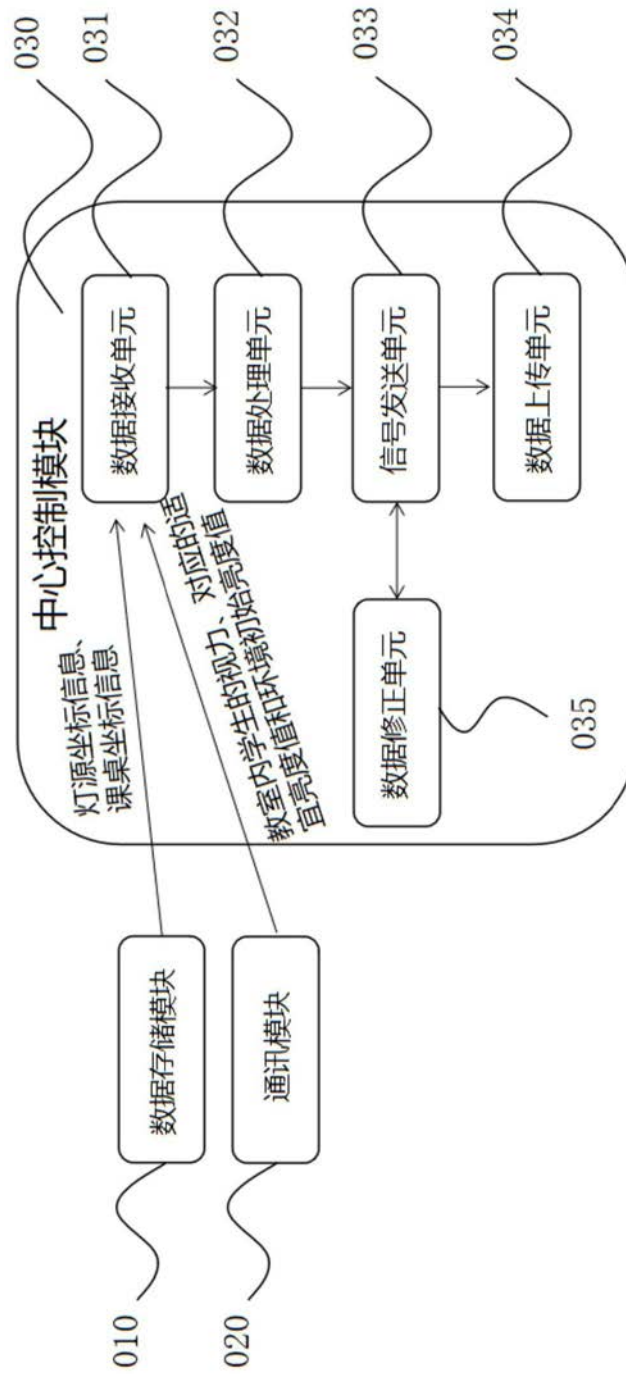 中心控制模块
030
数据接收单元
031
数据处理单元
032
信号发送单元
033
数据上传单元
034
数据修正单元
035
灯源坐标信息、
课桌坐标信息
教室内学生的视力、对应的适
宜亮度值和环境初始亮度值
数据存储模块
010
通讯模块
020